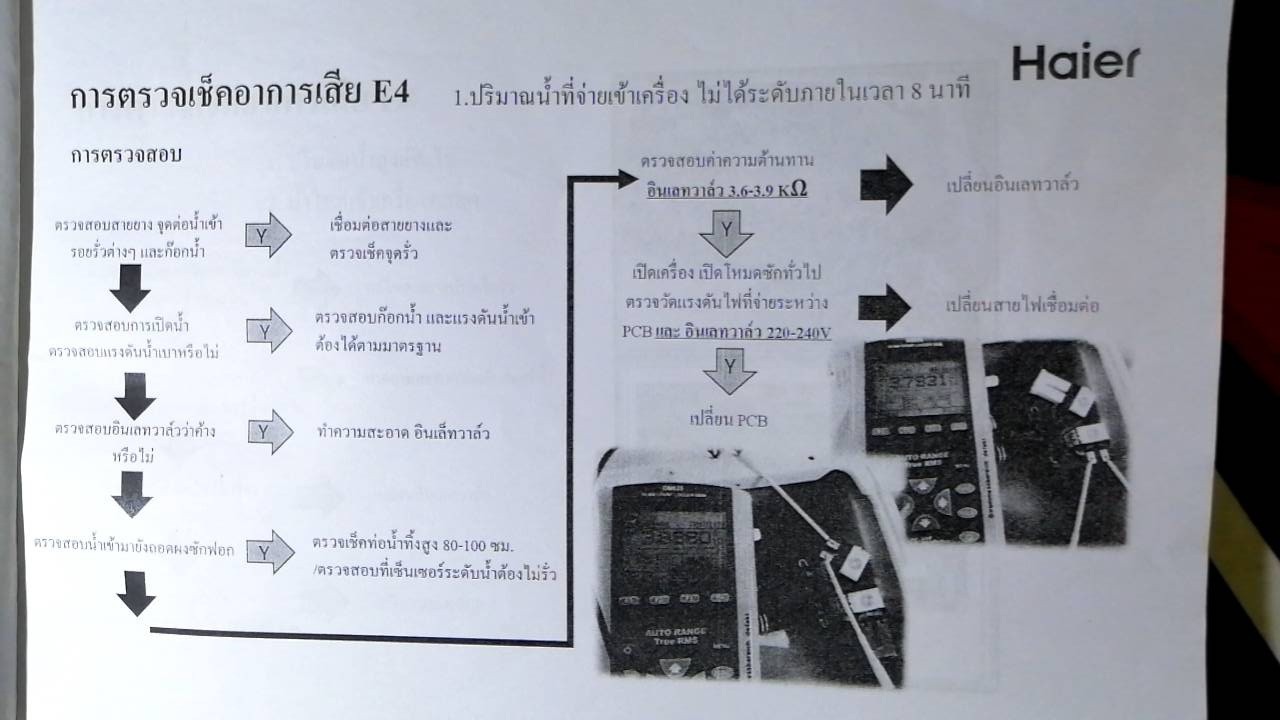 Haier
การตรวจเช็คอาการเสีย E4
1.ปริมาณน้ำที่จ่ายเข้าเครื่อง ไม่ได้ระดับภายในเวลา 8 นาที
การตรวจสอบ
ตรวจสอบสายยาง จุดต่อน้ำเข้า
รอยรั่วต่างๆ และก๊อกน้ำ
Y
เชื่อมต่อสายยางและ
ตรวจเช็กจุดรั่ว
ตรวจสอบการเปิดน้ำ
ตรวจสอบแรงดันน้ำเบาหรือไม่
Y
ตรวจสอบก๊อกน้ำ และแรงดันน้ำเข้า
ต้องได้ตามมาตรฐาน
ตรวจสอบอินเลทวาล์วว่าค้าง
หรือไม่
Y
ทำความสะอาด อินเล็ทวาล์ว
ตรวจสอบน้ำเข้ามายังถอดผงซักฟอก
Y
ตรวจเช็คท่อน้ำทิ้งสูง 80-100 ซม.
/ตรวจสอบที่เซ็นเซอร์ระดับน้ำต้องไม่รั่ว
ตรวจสอบค่าความต้านทาน
อินเลทวาล์ว 3.6-3.9 KΩ
เปลี่ยนอินเลทวาล์ว
Y
เปิดเครื่อง เปิดโหมดซักทั่วไป
ตรวจวัดแรงดันไฟที่จ่ายระหว่าง
PCB และ อินเลทวาล์ว 220-240V
เปลี่ยนสายไฟเชื่อมต่อ
Y
เปลี่ยน PCB
3.7931
AUTO RANGE
True RMS
MENU
AUTO RANGE
True RMS
MENU